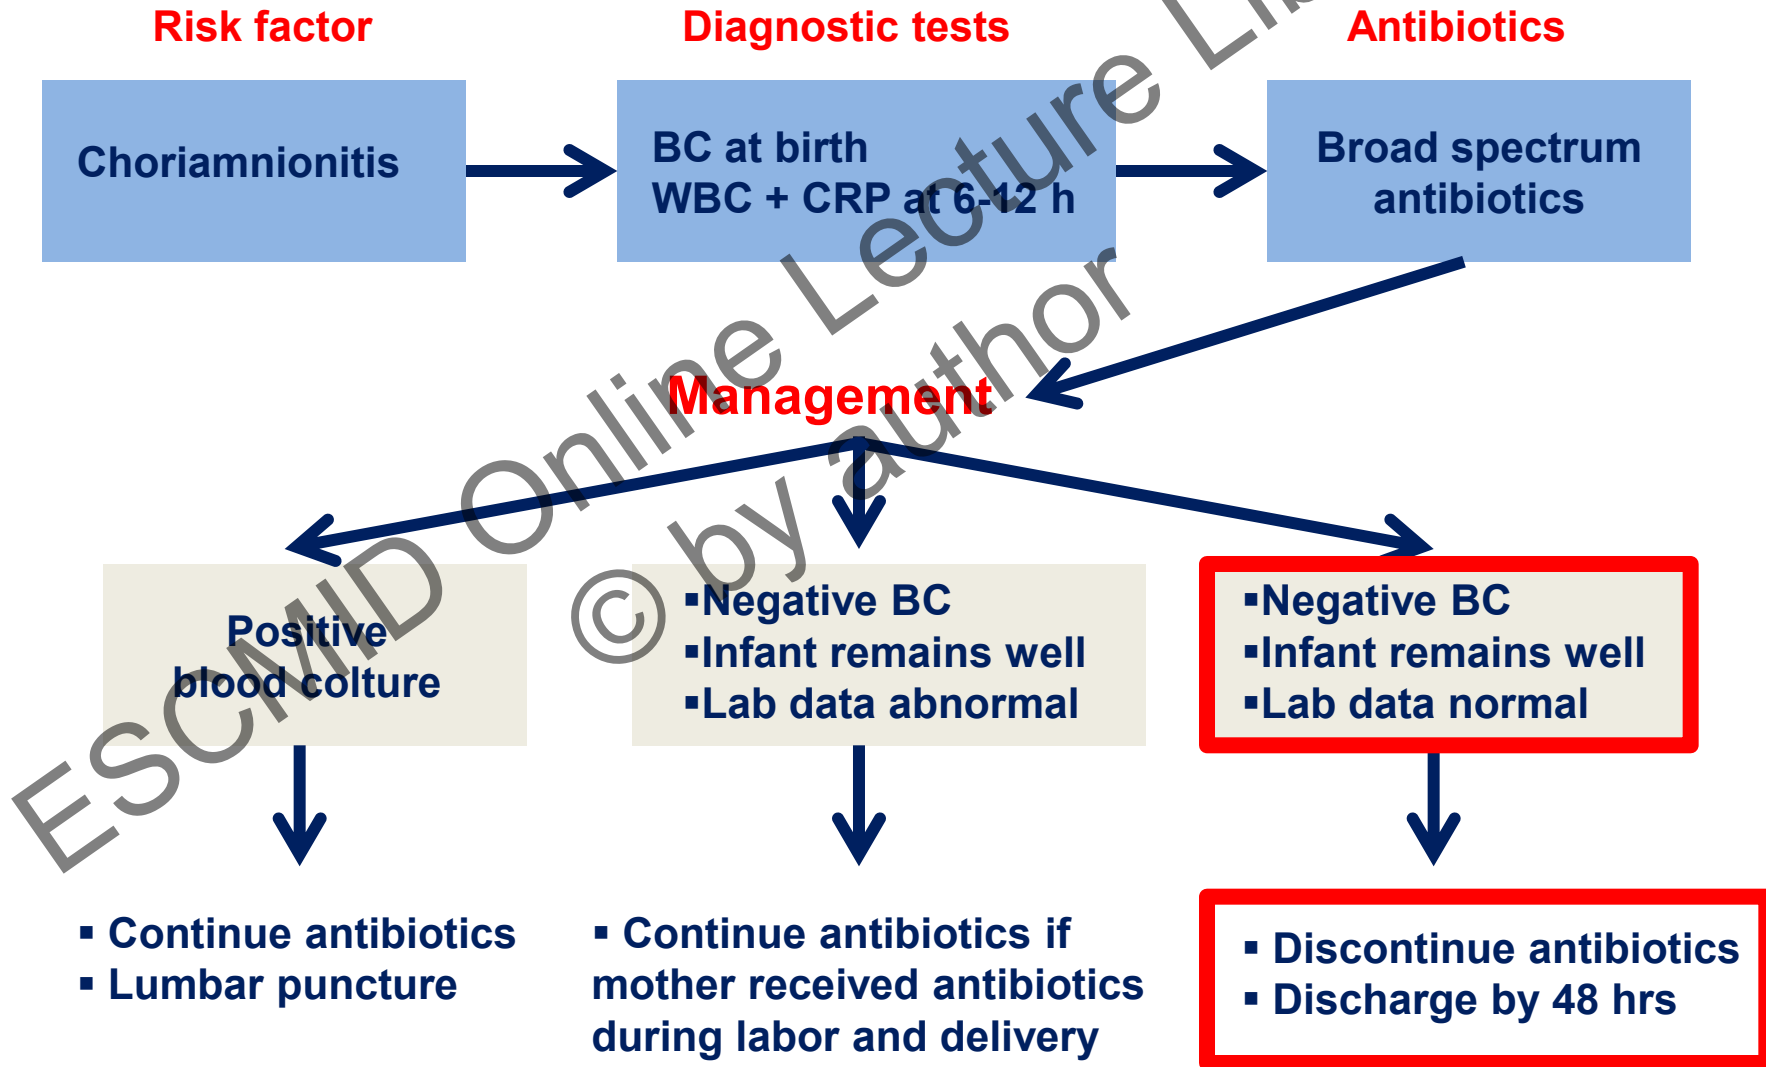 Risk factor
Diagnostic tests
Antibiotics
Choriamnionitis
BC at birth
WBC + CRP at 6-12 h
Broad spectrum
antibiotics
Management
Positive
blood colture
▪Negative BC
▪Infant remains well
▪Lab data abnormal
▪Negative BC
▪Infant remains well
▪Lab data normal
▪ Continue antibiotics
▪ Lumbar puncture
▪ Continue antibiotics if
mother received antibiotics
during labor and delivery
▪ Discontinue antibiotics
▪ Discharge by 48 hrs
ESCMID Online Lecture
© by author